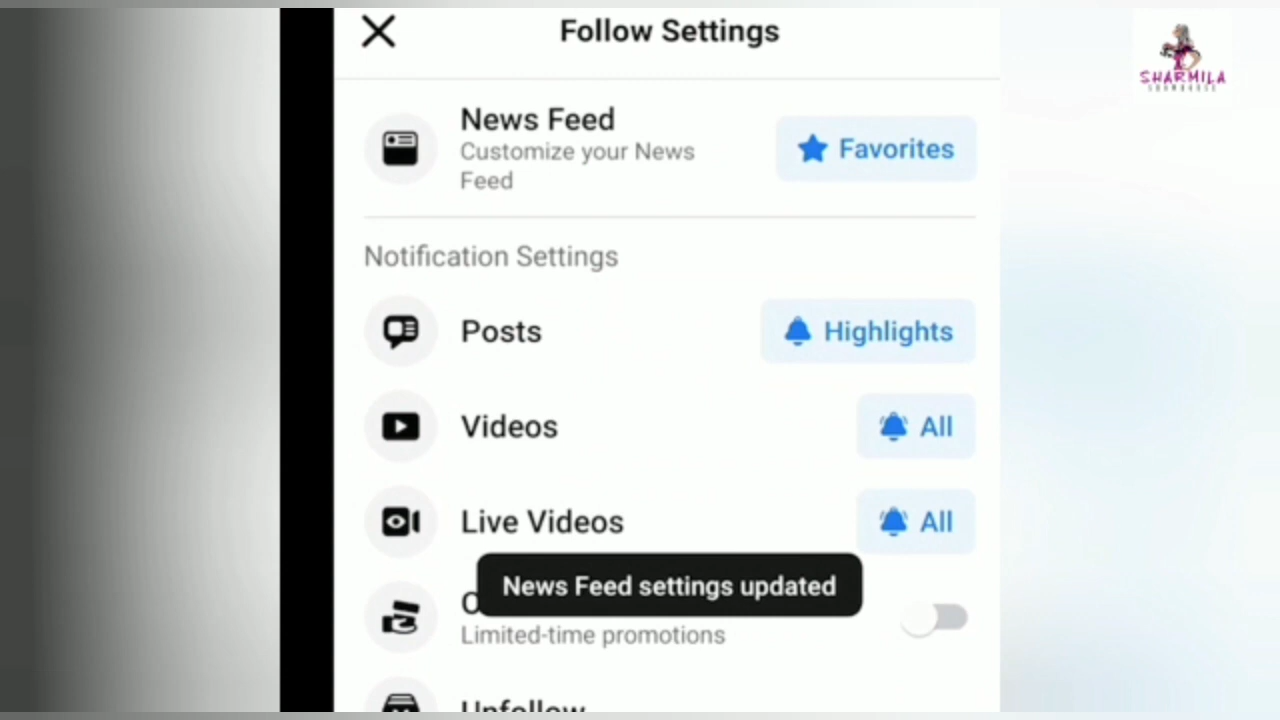 Follow Settings
SHARMILA
News Feed
Customize your News
Feed
Favorites
Notification Settings
Posts
Highlights
Videos
All
Live Videos
All
News Feed settings updated
Limited-time promotions
Unfollow